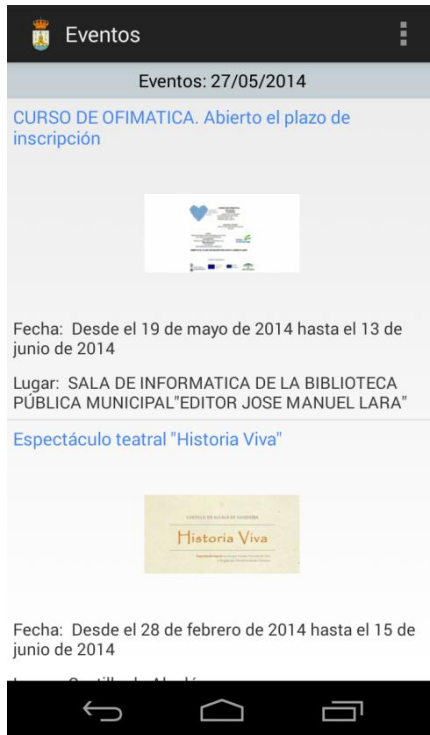 Eventos
Eventos: 27/05/2014
CURSO DE OFIMATICA. Abierto el plazo de
inscripción
Fecha: Desde el 19 de mayo de 2014 hasta el 13 de
junio de 2014
Lugar: SALA DE INFORMATICA DE LA BIBLIOTECA
PÚBLICA MUNICIPAL"EDITOR JOSE MANUEL LARA"
Espectáculo teatral "Historia Viva"
Historia Viva
Fecha: Desde el 28 de febrero de 2014 hasta el 15 de
junio de 2014